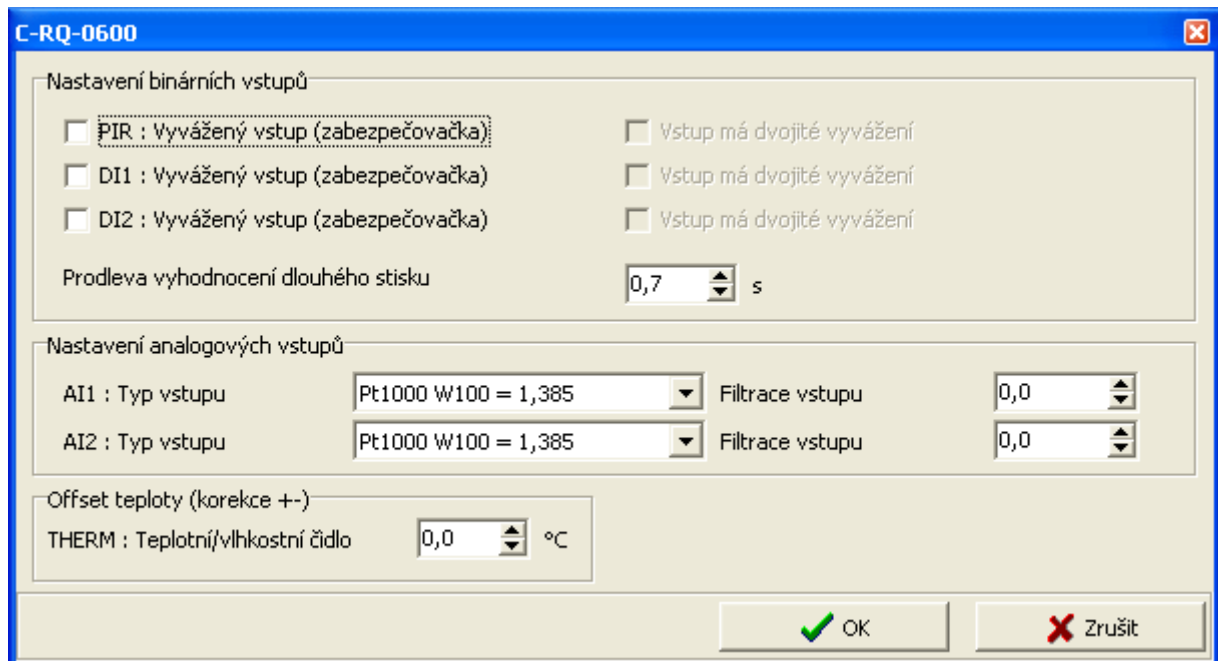 C-RQ-0600
Nastavení binárních vstupů
PIR : Vyvážený vstup (zabezpečovačka) Vstup má dvojité vyvážení
DI1 : Vyvážený vstup (zabezpečovačka) Vstup má dvojité vyvážení
DI2 : Vyvážený vstup (zabezpečovačka) Vstup má dvojité vyvážení
Prodleva vyhodnocení dlouhého stisku 0,7 s
Nastavení analogových vstupů
AI1 : Typ vstupu Pt1000 W100 = 1,385 Filtrace vstupu 0,0
AI2 : Typ vstupu Pt1000 W100 = 1,385 Filtrace vstupu 0,0
Offset teploty (korekce +-)
THERM : Teplotní/vlhkostní čidlo 0,0 °C
OK Zrušit